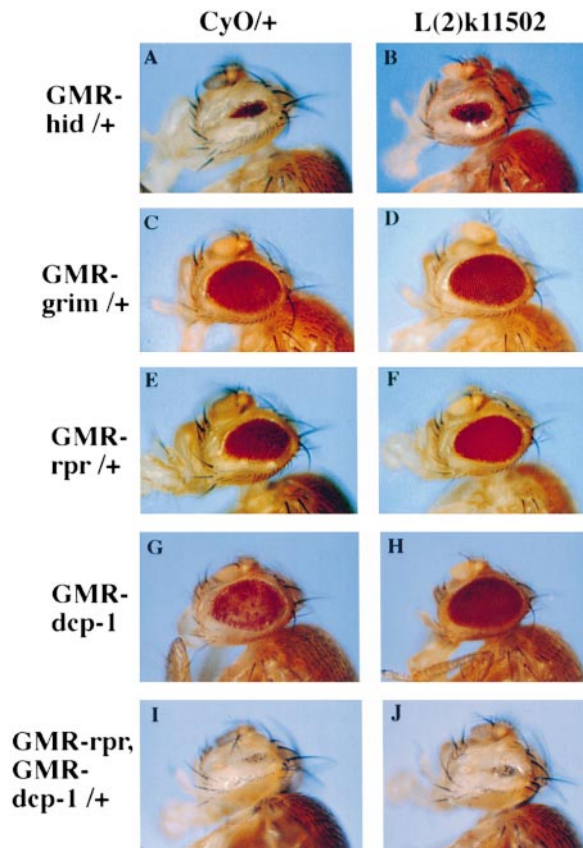 CyO/+ L(2)k11502
A B
GMR-
hid /+
C D
GMR-
grim /+
E F
GMR-
rpr /+
G H
GMR-
dcp-1
I J
GMR-rpr,
GMR-
dcp-1 /+